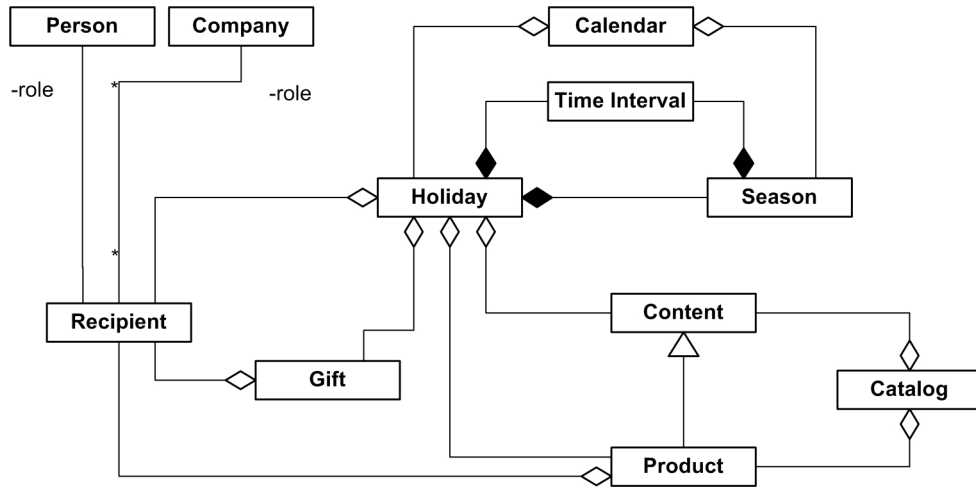 Person
Company
Calendar
-role
*
-role
Time Interval
Holiday
Season
*
Recipient
Content
Gift
Catalog
Product